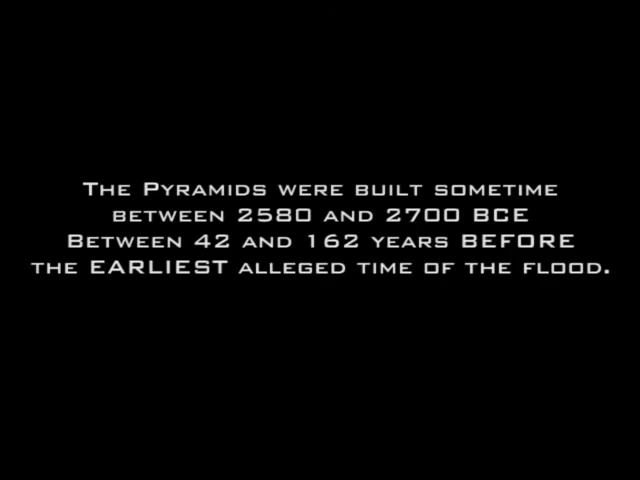 The Pyramids were built sometime
between 2580 and 2700 BCE
Between 42 and 162 years BEFORE
the EARLIEST alleged time of the flood.